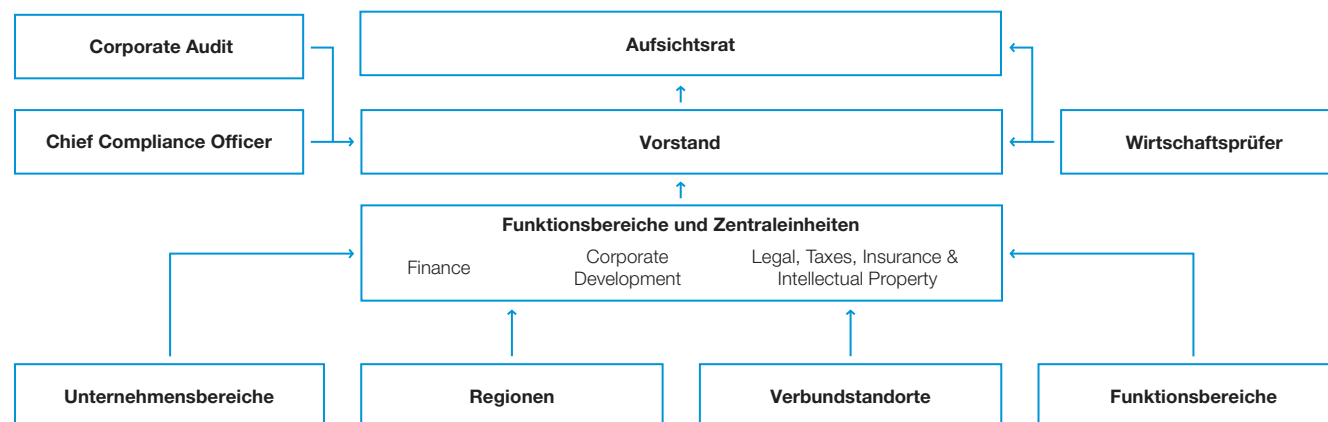 Corporate Audit
Aufsichtsrat
Chief Compliance Officer
Vorstand
Wirtschaftsprüfer
Funktionsbereiche und Zentraleinheiten
Finance
Corporate
Development
Legal, Taxes, Insurance &
Intellectual Property
Unternehmensbereiche
Regionen
Verbundstandorte
Funktionsbereiche